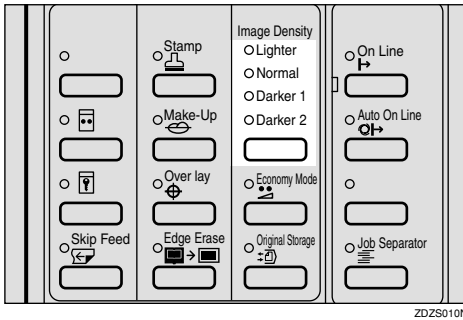 Image Density
Lighter
Normal
Darker 1
Darker 2
Stamp
On Line
Make-Up
Auto On Line
Over lay
Economy Mode
Skip Feed
Edge Erase
Original Storage
Job Separator
ZDZS010N